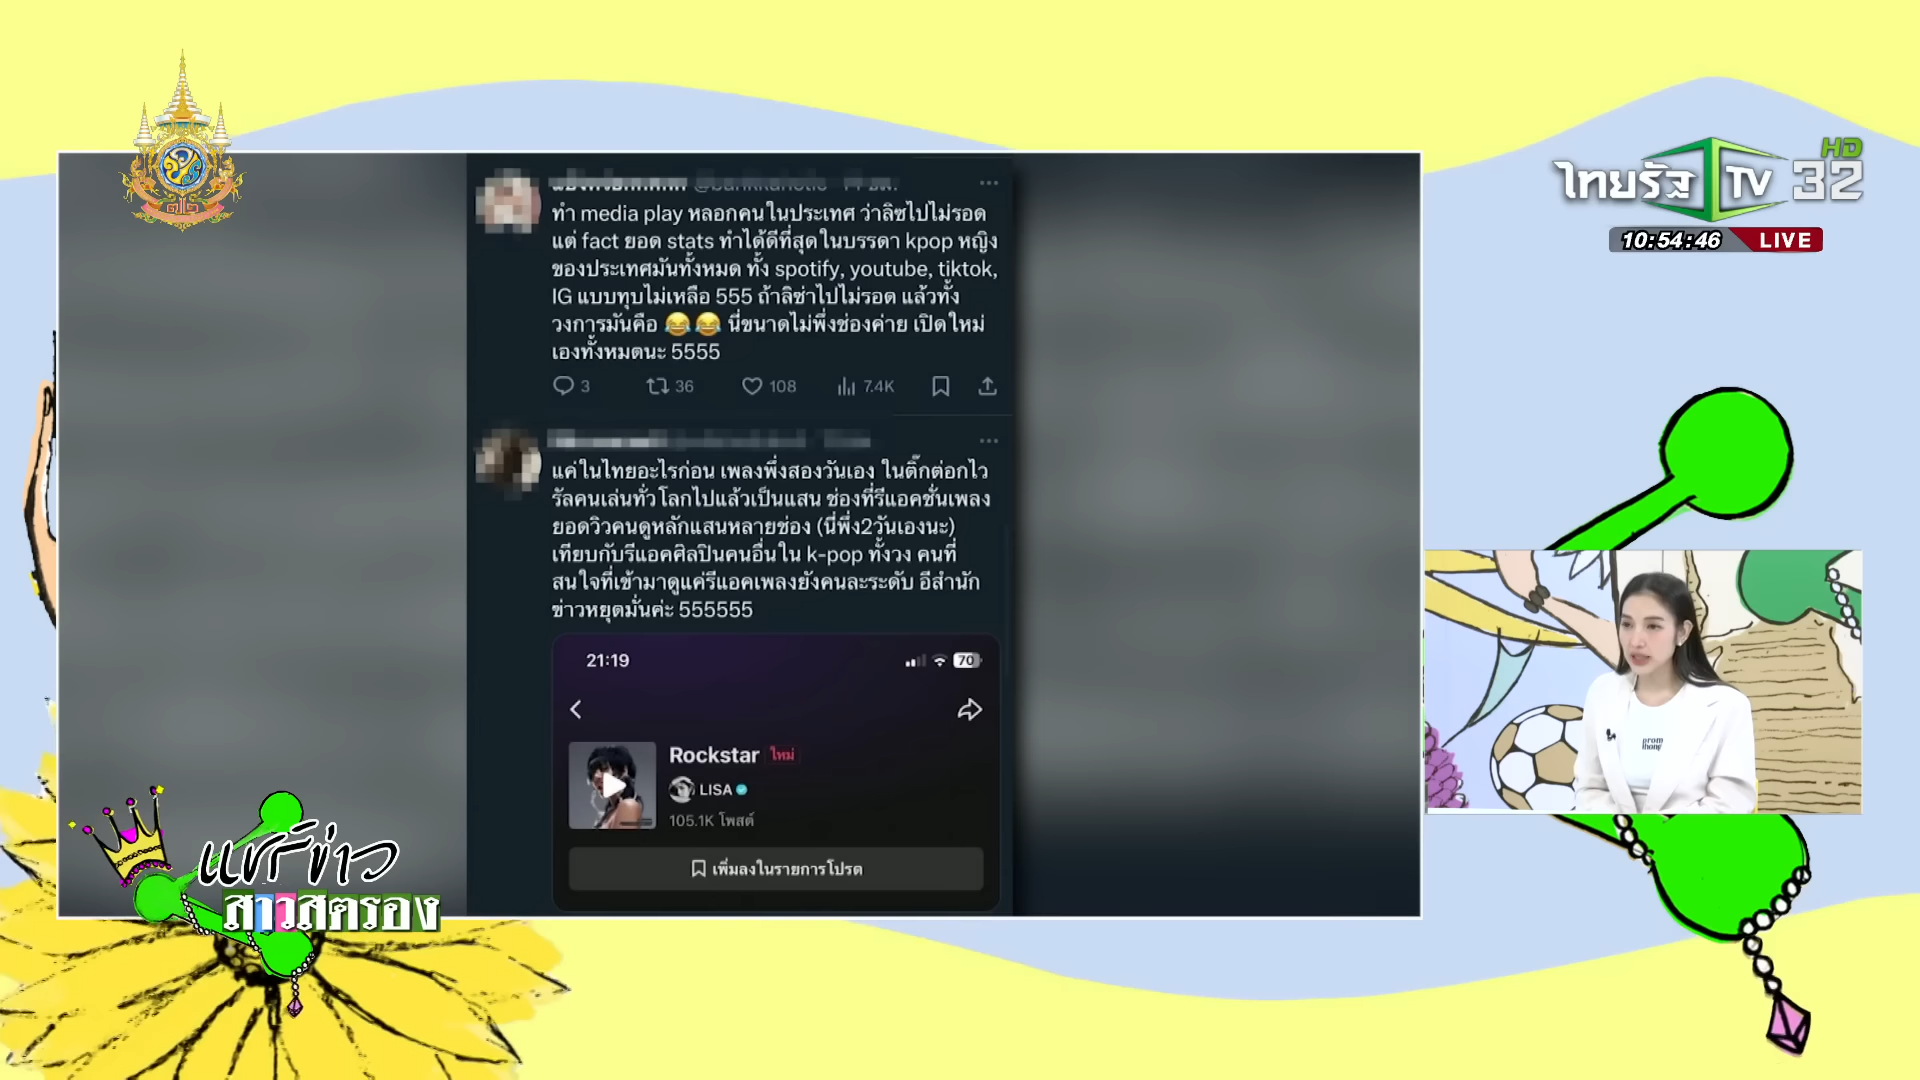 ไทยรัฐ TV 32 HD
10:54:46 LIVE
ทำ media play หลอกคนในประเทศ ว่าลิซไปไม่รอด
แต่ fact ยอด stats ทำได้ดีที่สุดในบรรดา kpop หญิง
ของประเทศมันทั้งหมด ทั้ง spotify, youtube, tiktok,
IG แบบทุบไม่เหลือ 555 ถ้าลิซ่าไปไม่รอด แล้วทั้ง
วงการมันคือ 😂😂 นี่ขนาดไม่พึ่งช่องค่าย เปิดใหม่
เองทั้งหมดนะ 5555
3 36 108 7.4K
แค่ในไทยอะไรก่อน เพลงพึ่งสองวันเอง ในติ๊กต่อกไว
รัลคนเล่นทั่วโลกไปแล้วเป็นแสน ช่องที่รีแอคชั่นเพลง
ยอดวิวคนดูหลักแสนหลายช่อง (นี่พึ่ง2วันเองนะ)
เทียบกับรีแอคศิลปินคนอื่นใน k-pop ทั้งวง คนที่
สนใจที่เข้ามาดูแค่รีแอคเพลงยังคนละระดับ อีสำนัก
ข่าวหยุดมั่นค่ะ 555555
21:19 70
Rockstar ใหม่
LISA
105.1K โพสต์
เพิ่มลงในรายการโปรด
แชร์ข่าว
สาวสตรอง
prom
thong